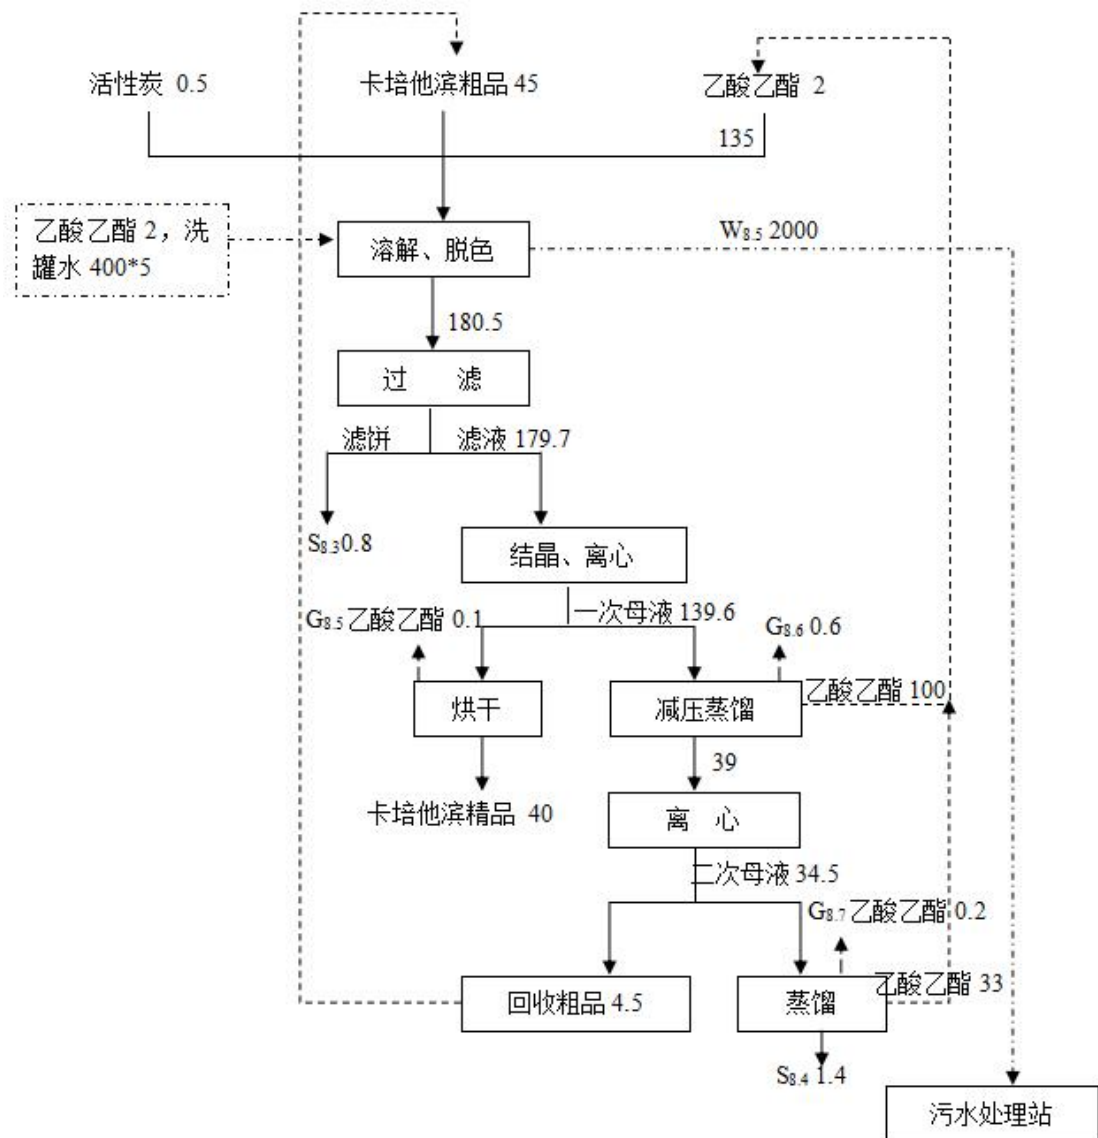 活性炭 0.5
卡培他滨粗品 45
乙酸乙酯 2
135
乙酸乙酯 2，洗
罐水 400*5
溶解、脱色
W8.5 2000
180.5
过 滤
滤饼
滤液 179.7
S8.3 0.8
结晶、离心
一次母液 139.6
G8.5 乙酸乙酯 0.1
G8.6 0.6
烘干
减压蒸馏
乙酸乙酯 100
39
卡培他滨精品 40
离 心
二次母液 34.5
G8.7 乙酸乙酯 0.2
回收粗品 4.5
蒸馏
乙酸乙酯 33
S8.4 1.4
污水处理站